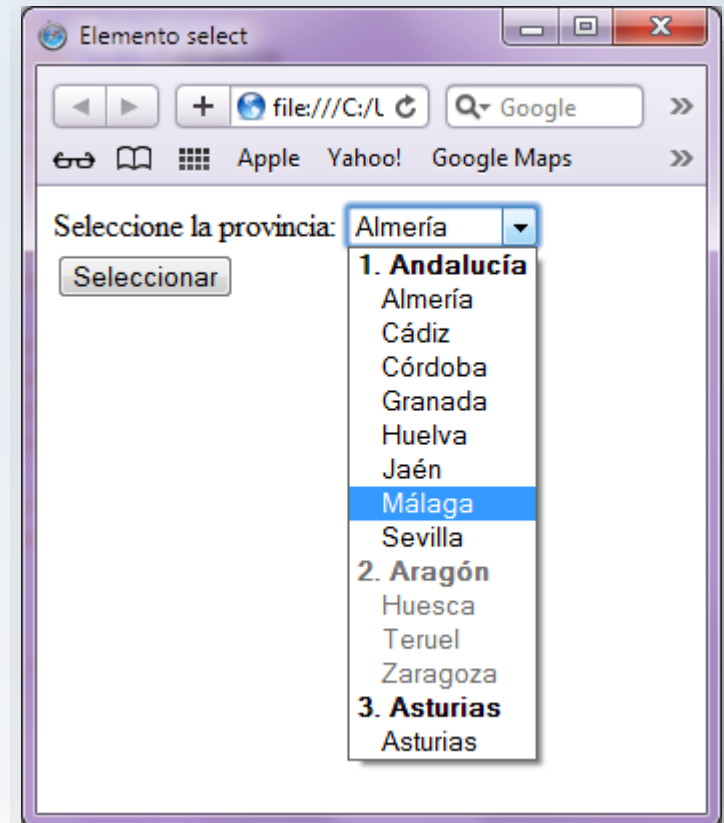 Elemento select
file:///C:/U
Google
Apple Yahoo! Google Maps
Seleccione la provincia: Almería
Seleccionar
1. Andalucía
Almería
Cádiz
Córdoba
Granada
Huelva
Jaén
Málaga
Sevilla
2. Aragón
Huesca
Teruel
Zaragoza
3. Asturias
Asturias